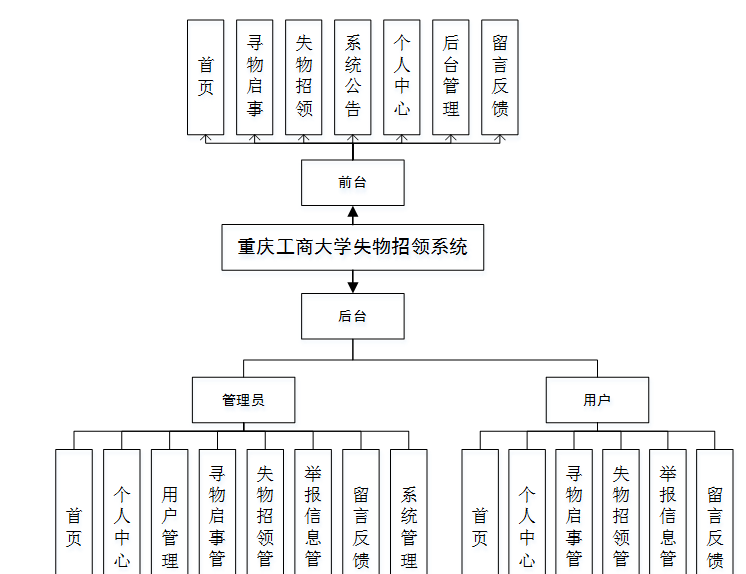 首页
寻物启事
失物招领
系统公告
个人中心
后台管理
留言反馈
前台
重庆工商大学失物招领系统
后台
管理员
用户
首页
个人中心
用户管理
寻物启事管
失物招领管
举报信息管
留言反馈
系统管理
首页
个人中心
寻物启事管
失物招领管
举报信息管
留言反馈